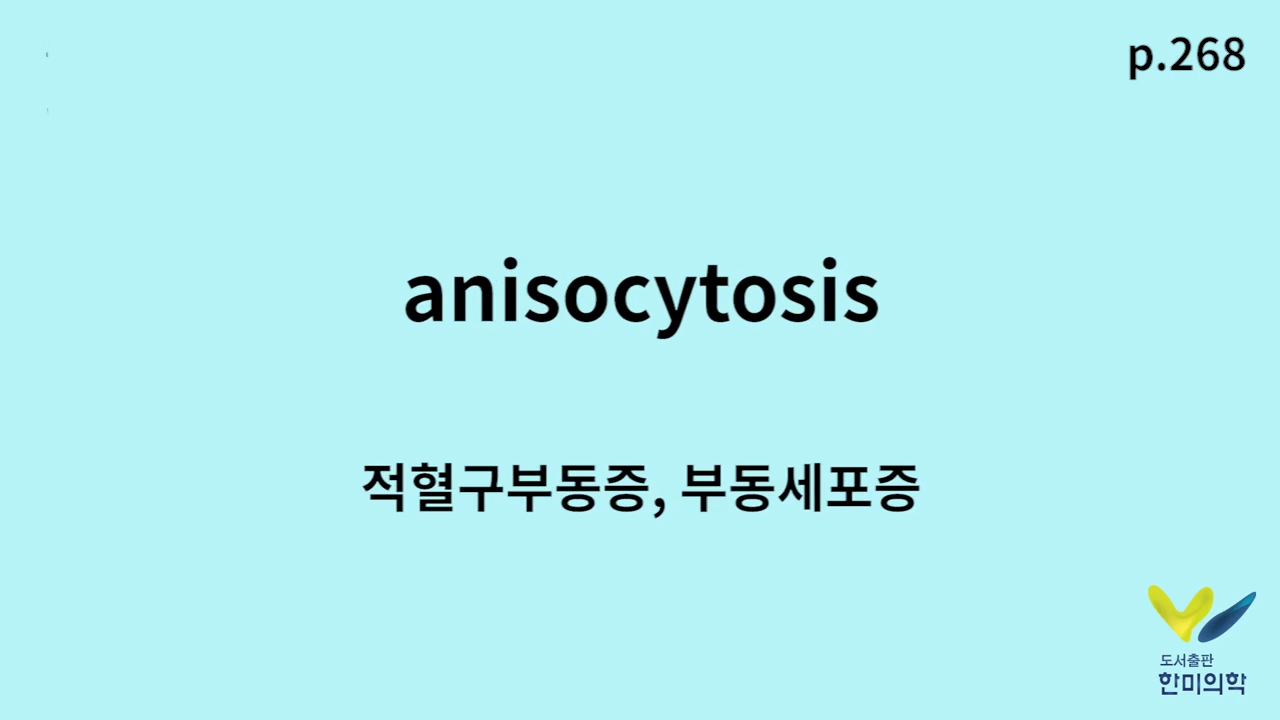 p.268
anisocytosis
적혈구부동증, 부동세포증
도서출판
한미의학